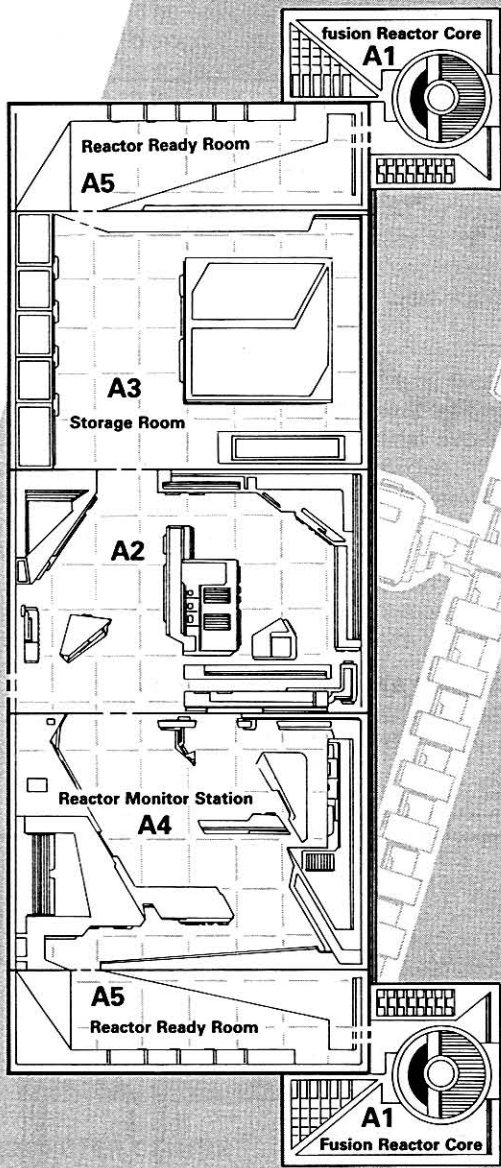 fusion Reactor Core
A1
Reactor Ready Room
A5
A3
Storage Room
A2
Reactor Monitor Station
A4
A5
Reactor Ready Room
A1
Fusion Reactor Core